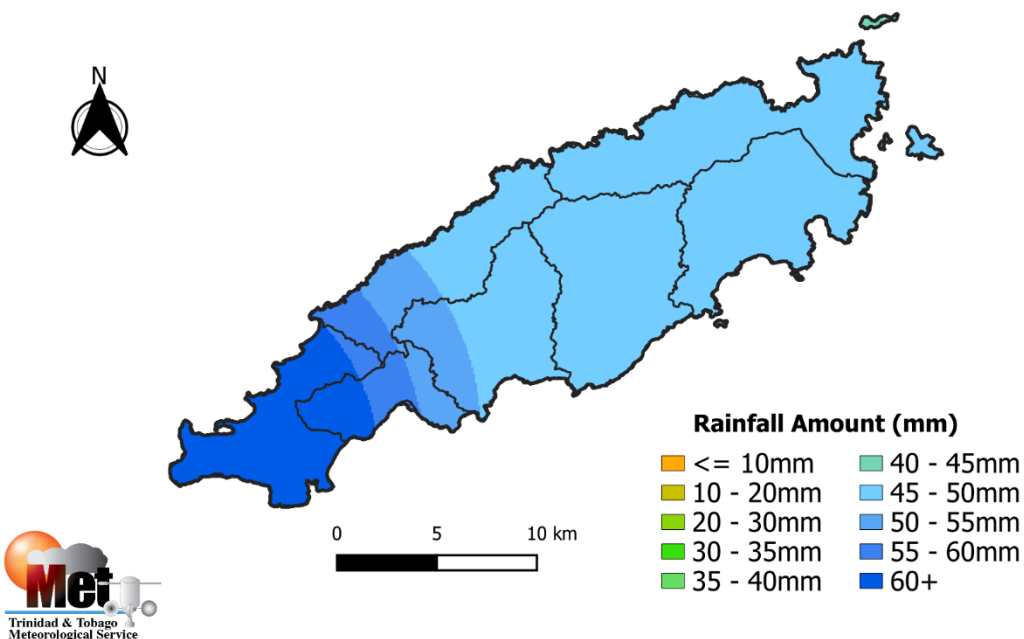 N
Rainfall Amount (mm)
<= 10mm
10 - 20mm
20 - 30mm
30 - 35mm
35 - 40mm
40 - 45mm
45 - 50mm
50 - 55mm
55 - 60mm
60+
0 5 10 km
Met
Trinidad & Tobago
Meteorological Service